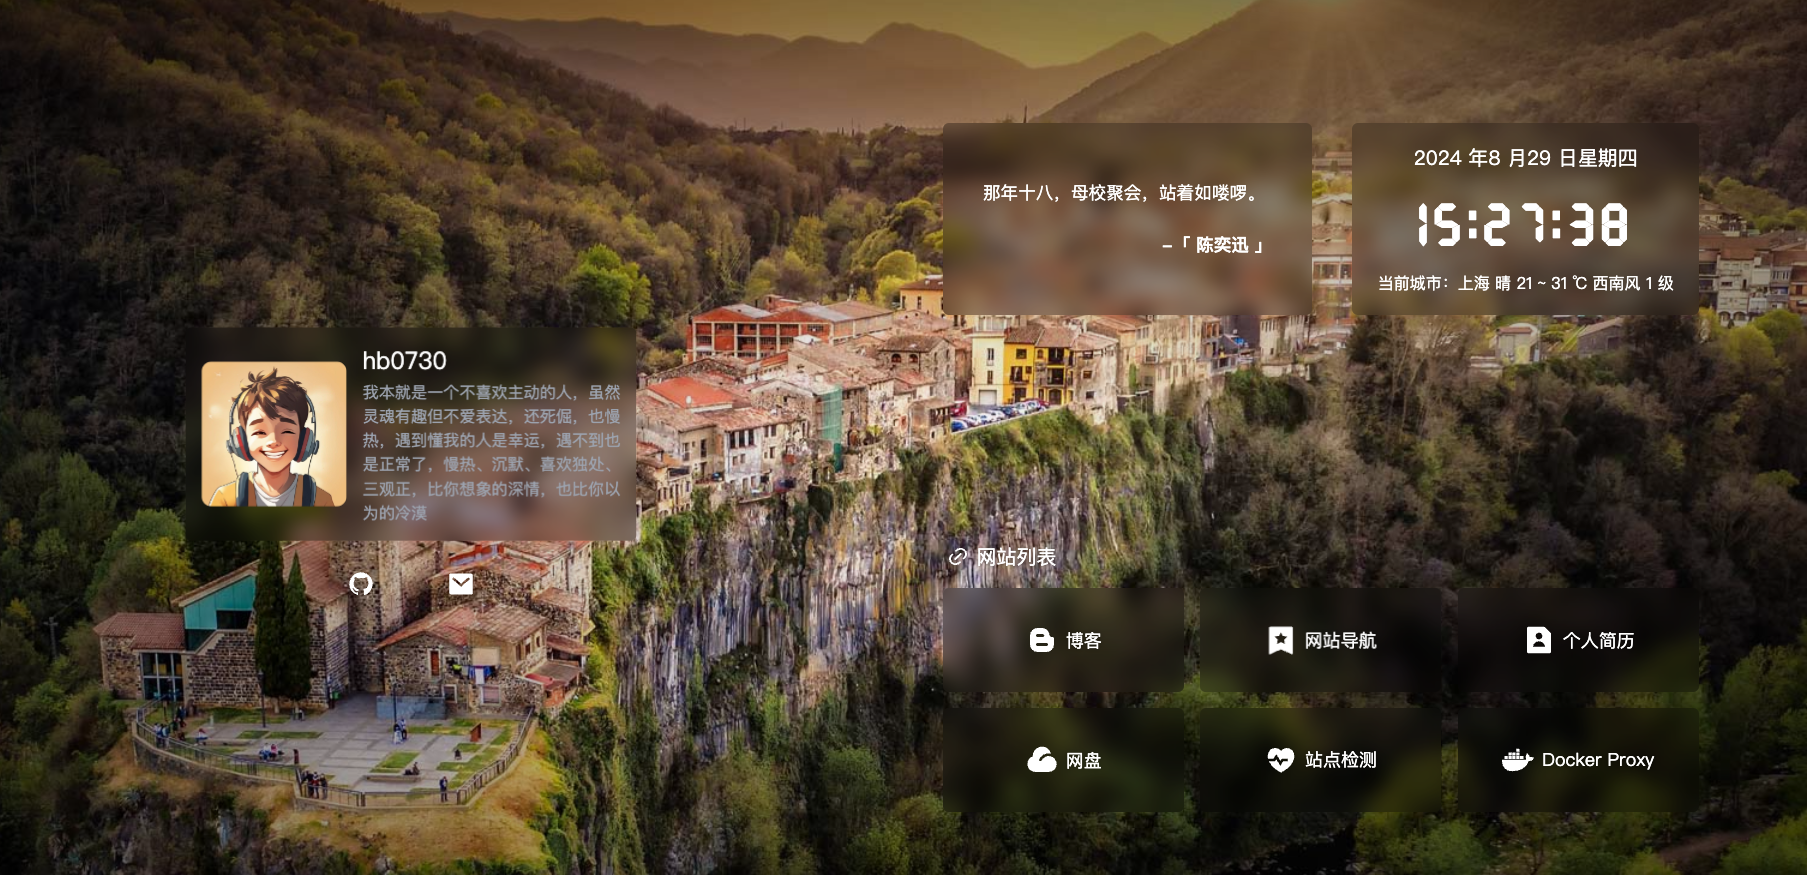 那年十八，母校聚会，站着如喽啰。
-「 陈奕迅 」
2024 年8 月29 日星期四
15:27:38
当前城市：上海 晴 21 ~ 31 ℃ 西南风 1 级
hb0730
我本就是一个不喜欢主动的人，虽然
灵魂有趣但不爱表达，还死倔，也慢
热，遇到懂我的人是幸运，遇不到也
是正常了，慢热、沉默、喜欢独处、
三观正，比你想象的深情，也比你以
为的冷漠
网站列表
博客
网站导航
个人简历
网盘
站点检测
Docker Proxy